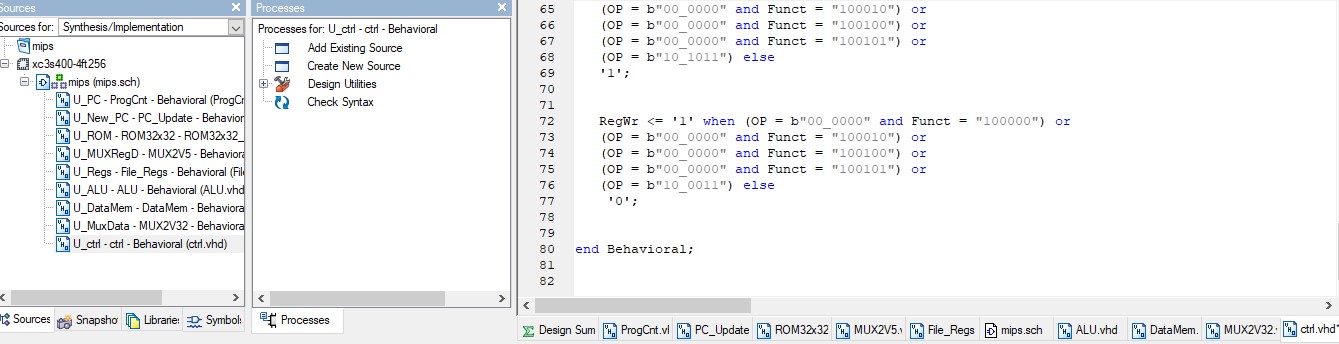 Sources
Sources for: Synthesis/Implementation
mips
xc3s400-4ft256
mips (mips.sch)
U_PC - ProgCnt - Behavioral (ProgCr
U_New_PC - PC_Update - Behavioral
U_ROM - ROM32x32 - ROM32x32_
U_MUXRegD - MUX2V5 - Behaviora
U_Regs - File_Regs - Behavioral (File
U_ALU - ALU - Behavioral (ALU.vhd
U_DataMem - DataMem - Behaviora
U_MuxData - MUX2V32 - Behaviora
U_ctrl - ctrl - Behavioral (ctrl.vhd)
Sources Snapsho Libraries Symbols
Processes
Processes for: U_ctrl - ctrl - Behavioral
Add Existing Source
Create New Source
Design Utilities
Check Syntax
Processes
65 (OP = b"00_0000" and Funct = "100010") or
66 (OP = b"00_0000" and Funct = "100100") or
67 (OP = b"00_0000" and Funct = "100101") or
68 (OP = b"10_1011") else
69 '1';
70
71
72 RegWr <= '1' when (OP = b"00_0000" and Funct = "100000") or
73 (OP = b"00_0000" and Funct = "100010") or
74 (OP = b"00_0000" and Funct = "100100") or
75 (OP = b"00_0000" and Funct = "100101") or
76 (OP = b"10_0011") else
77 '0';
78
79
80 end Behavioral;
81
82
Design Sum ProgCnt.vl PC_Update ROM32x32 MUX2V5.v File_Regs mips.sch ALU.vhd DataMem. MUX2V32.v ctrl.vhd*